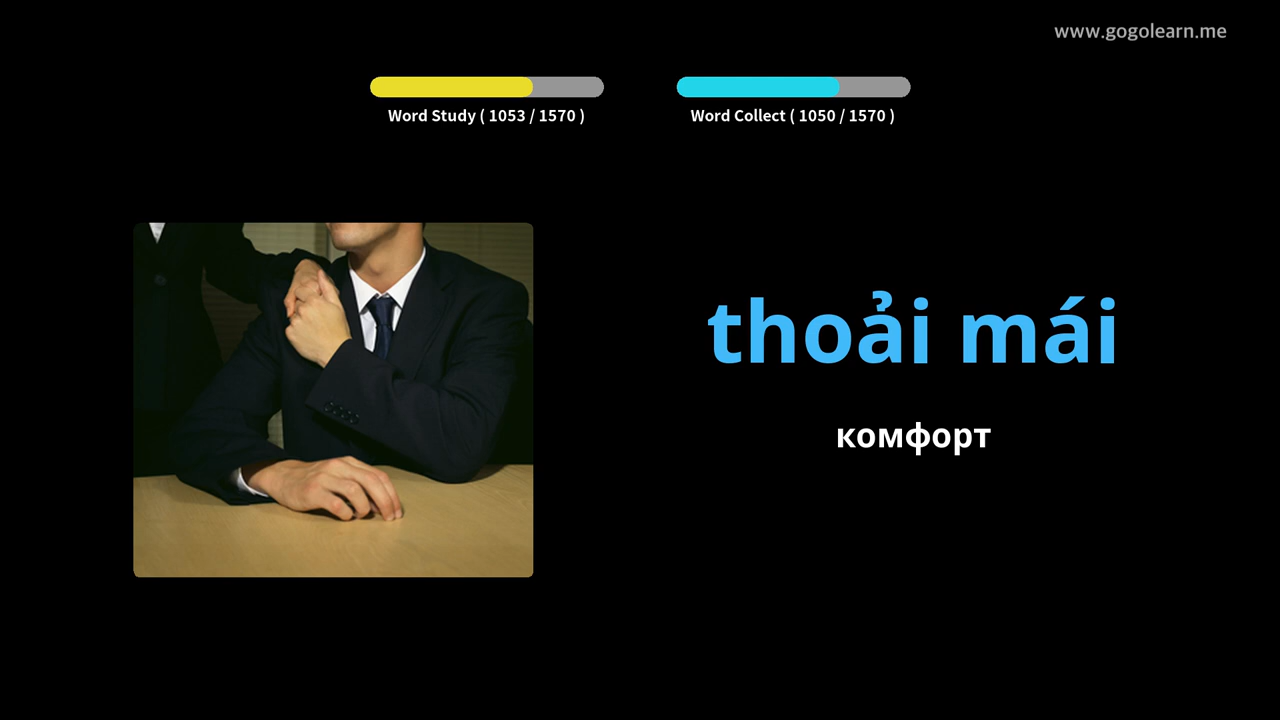 www.gogolearn.me
Word Study ( 1053 / 1570 )
Word Collect ( 1050 / 1570 )
thoải mái
комфорт